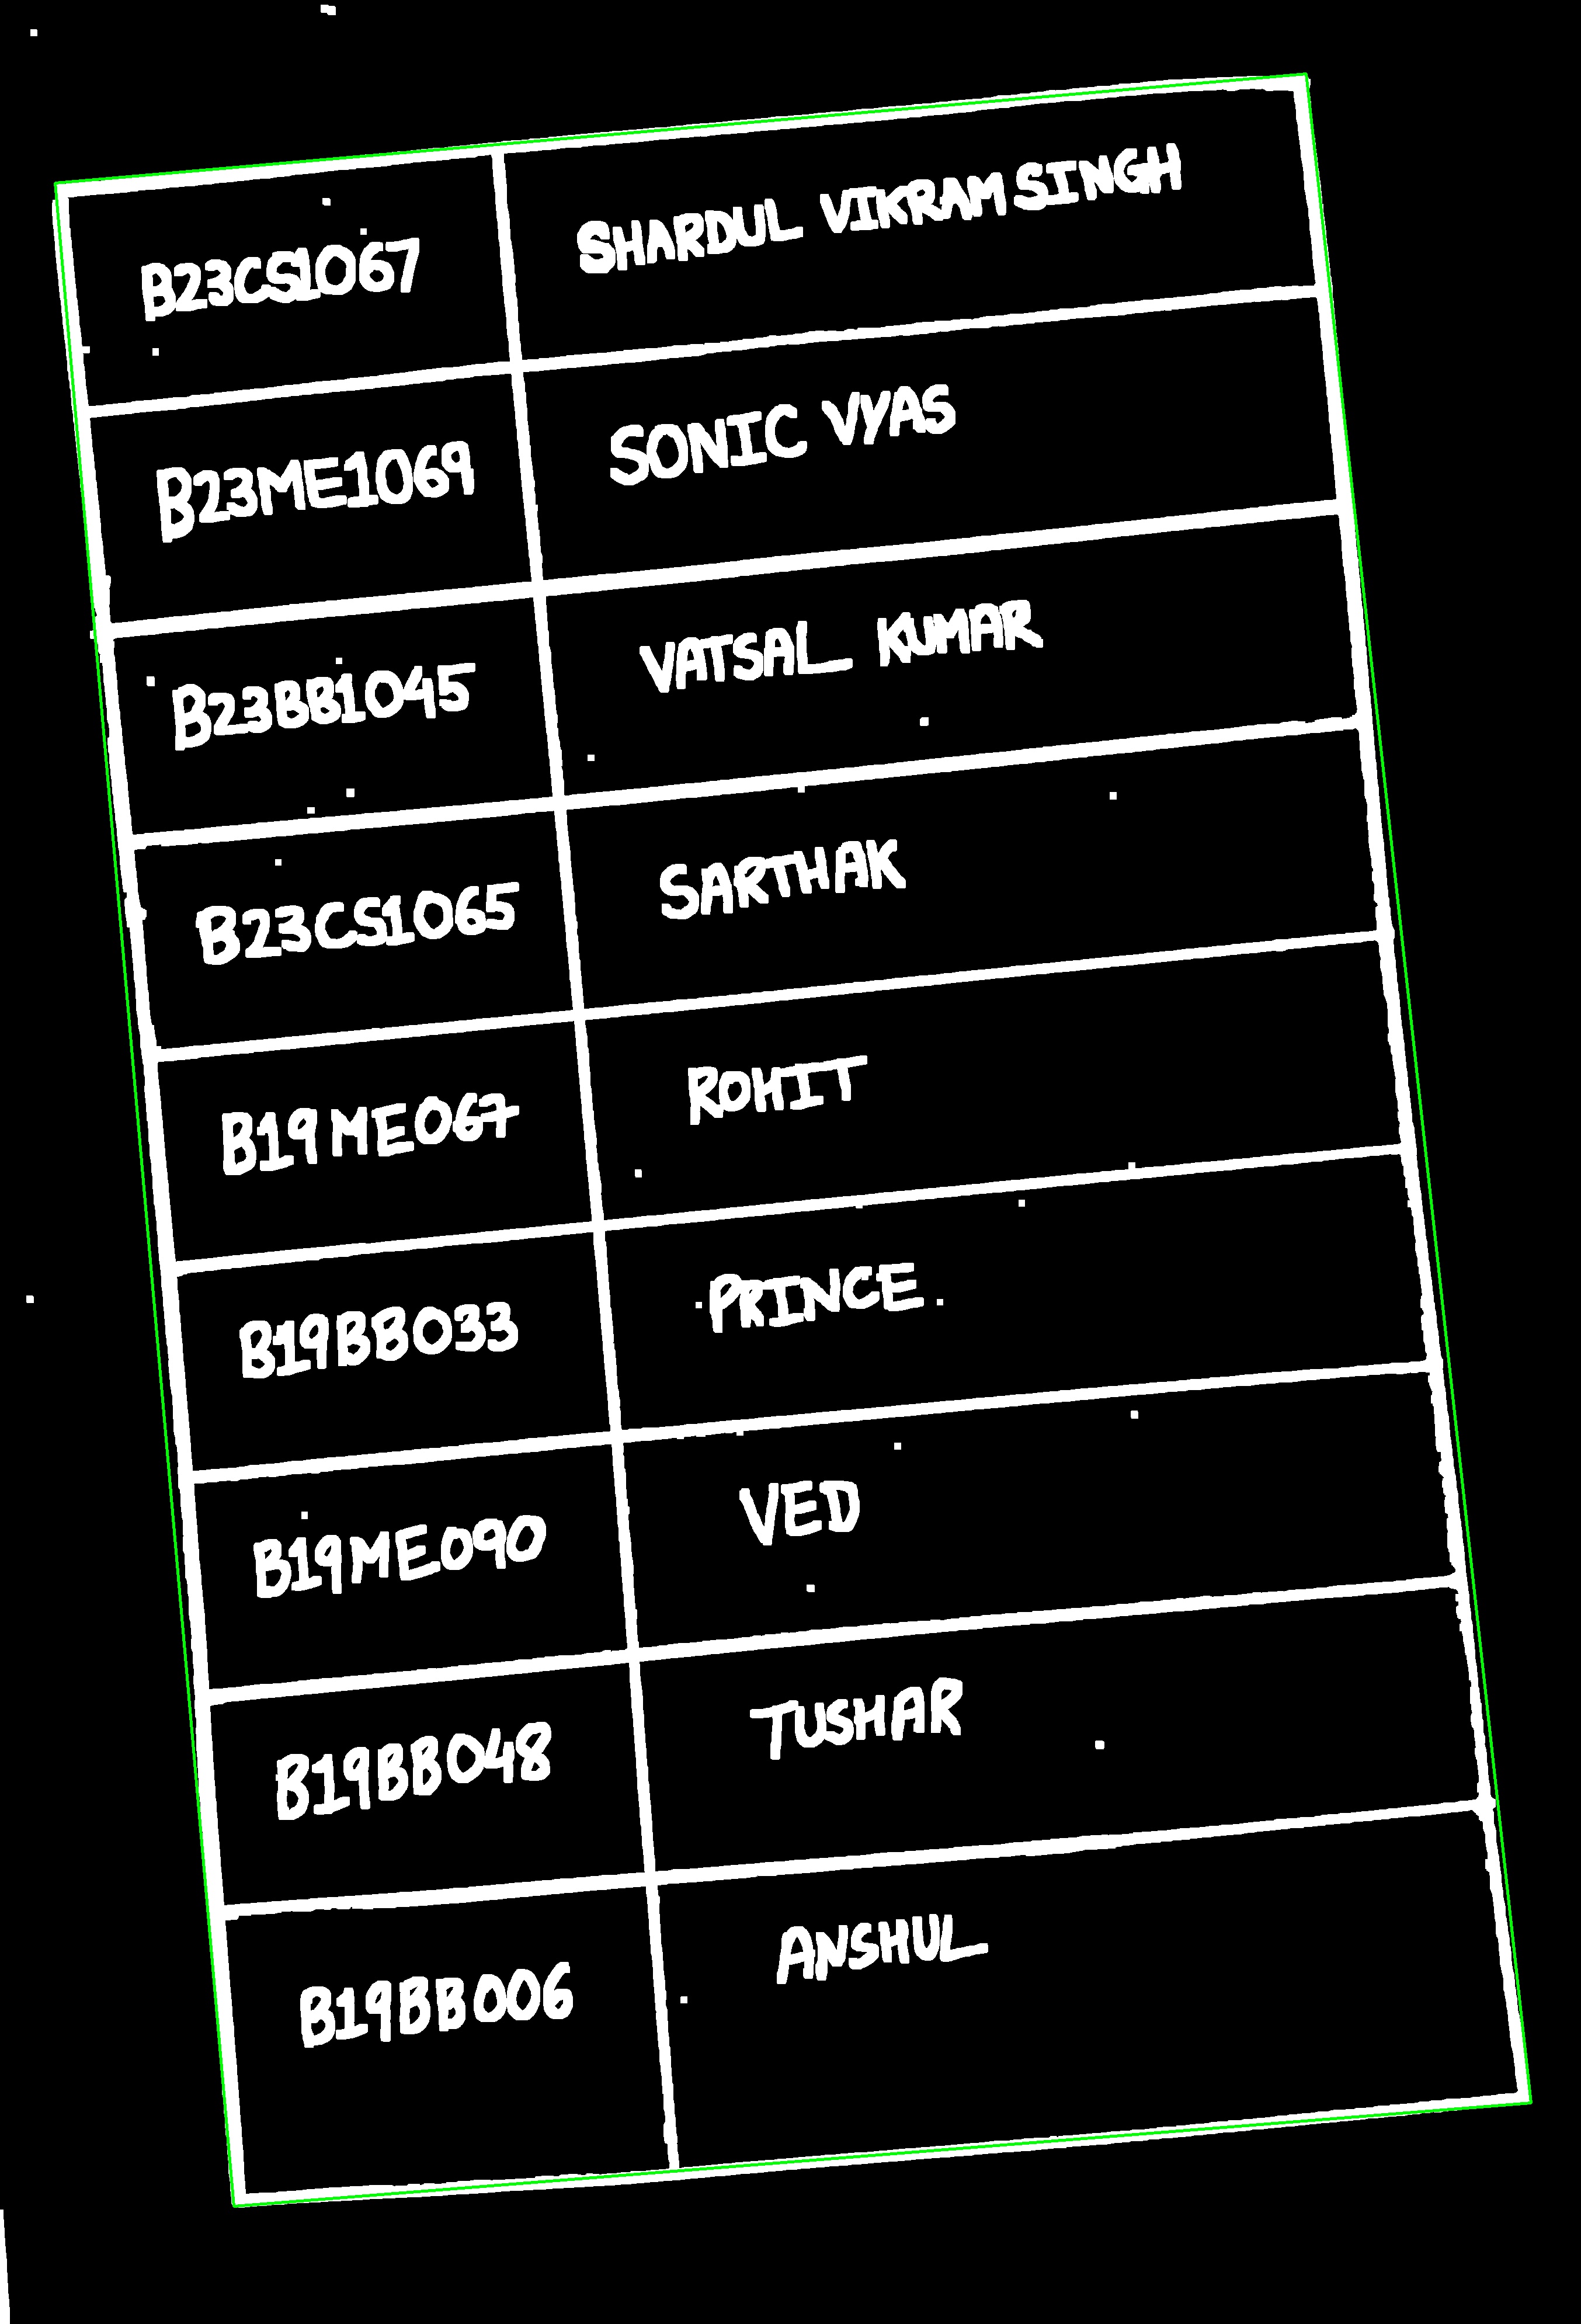 B23CS1067 SHARDUL VIKRAM SINGH
B23ME1069 SONIC VYAS
B23BB1045 VATSAL KUMAR
B23CS1065 SARTHAK
B19ME067 ROHIT
B19BB033 PRINCE
B19ME090 VED
B19BB048 TUSHAR
B19BB006 ANSHUL